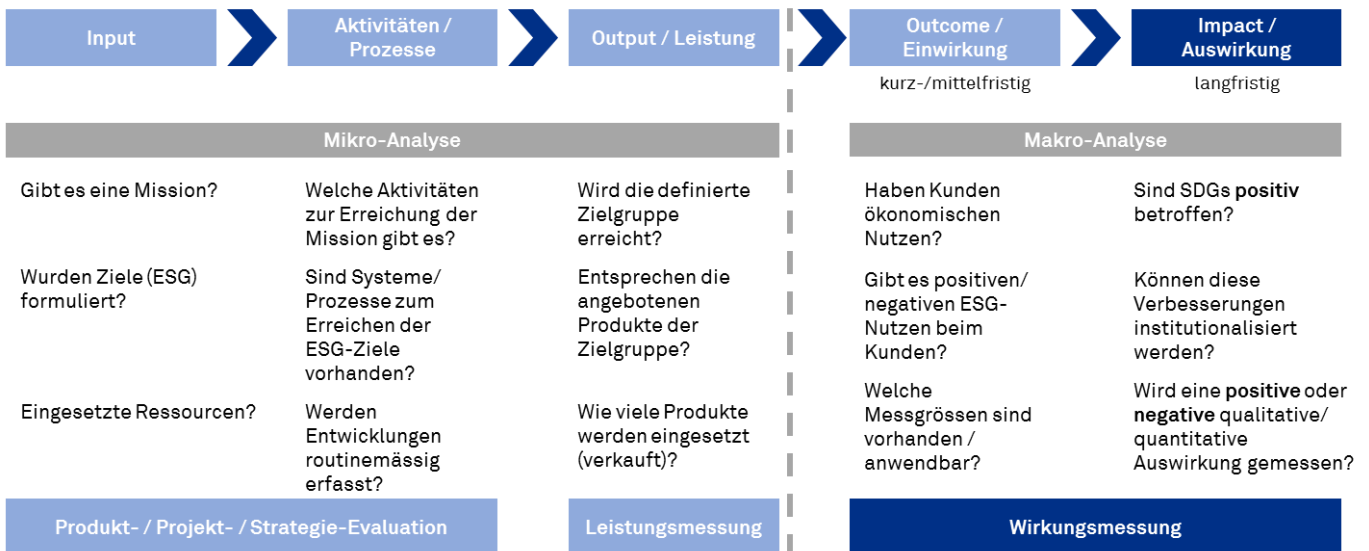 Input
Aktivitäten /
Prozesse
Output / Leistung
Outcome /
Einwirkung
Impact /
Auswirkung
kurz-/mittelfristig
langfristig
Mikro-Analyse
Makro-Analyse
Gibt es eine Mission?
Welche Aktivitäten
zur Erreichung der
Mission gibt es?
Wird die definierte
Zielgruppe
erreicht?
Haben Kunden
ökonomischen
Nutzen?
Sind SDGs positiv
betroffen?
Wurden Ziele (ESG)
formuliert?
Sind Systeme/
Prozesse zum
Erreichen der
ESG-Ziele
vorhanden?
Entsprechen die
angebotenen
Produkte der
Zielgruppe?
Gibt es positiven/
negativen ESG-
Nutzen beim
Kunden?
Können diese
Verbesserungen
institutionalisiert
werden?
Eingesetzte Ressourcen?
Werden
Entwicklungen
routinemässig
erfasst?
Wie viele Produkte
werden eingesetzt
(verkauft)?
Welche
Messgrössen sind
vorhanden /
anwendbar?
Wird eine positive oder
negative qualitative/
quantitative
Auswirkung gemessen?
Produkt- / Projekt- / Strategie-Evaluation
Leistungsmessung
Wirkungsmessung